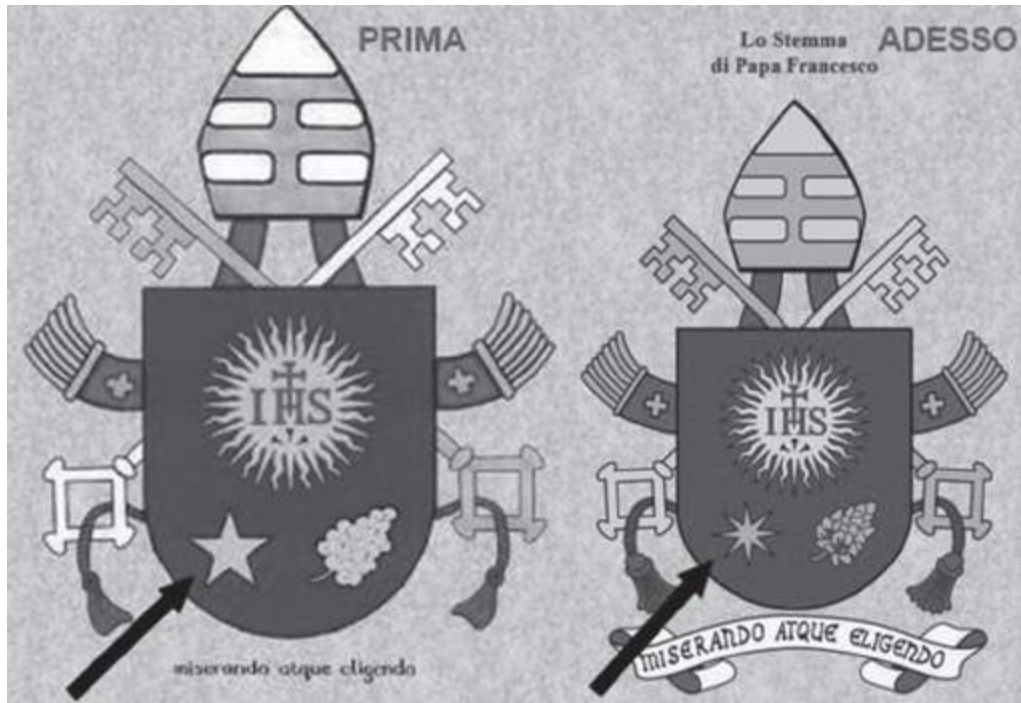 PRIMA
IHS
miserando atque eligendo
Lo Stemma
di Papa Francesco
ADESSO
IHS
MISERANDO ATQUE ELIGENDO